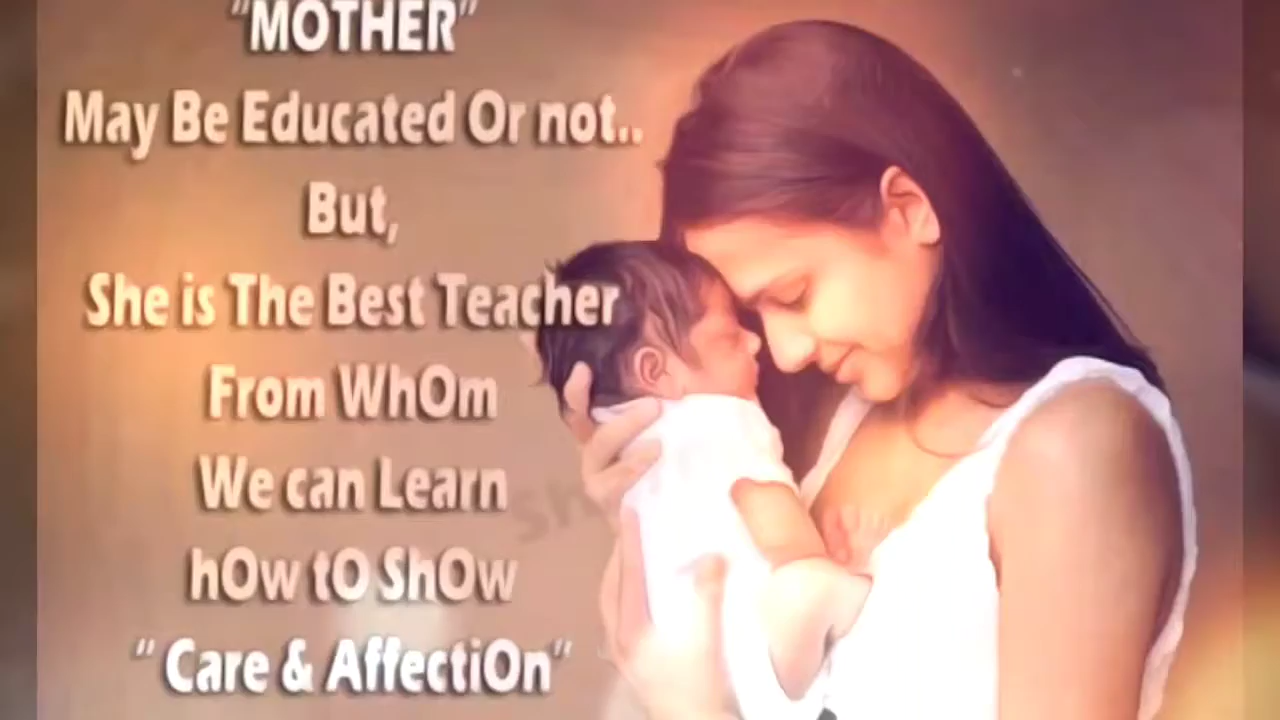 "MOTHER"
May Be Educated Or not..
But,
She is The Best Teacher
From WhOm
We can Learn
hOw tO ShOw
" Care & AffectiOn"